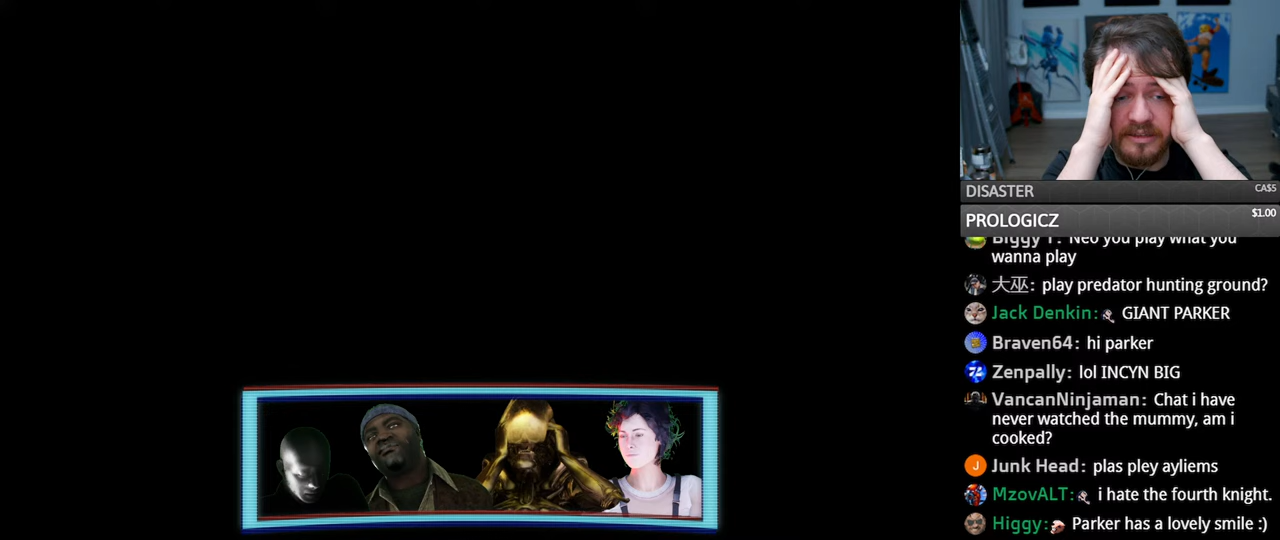 DISASTER
CA$5
PROLOGICZ
$1.00
Biggy T: Neo you play what you
wanna play
大巫: play predator hunting ground?
Jack Denkin: GIANT PARKER
Braven64: hi parker
Zenpally: lol INCYN BIG
VancanNinjaman: Chat i have
never watched the mummy, am i
cooked?
J
Junk Head: plas pley ayliems
MzovALT: i hate the fourth knight.
Higgy: Parker has a lovely smile :)